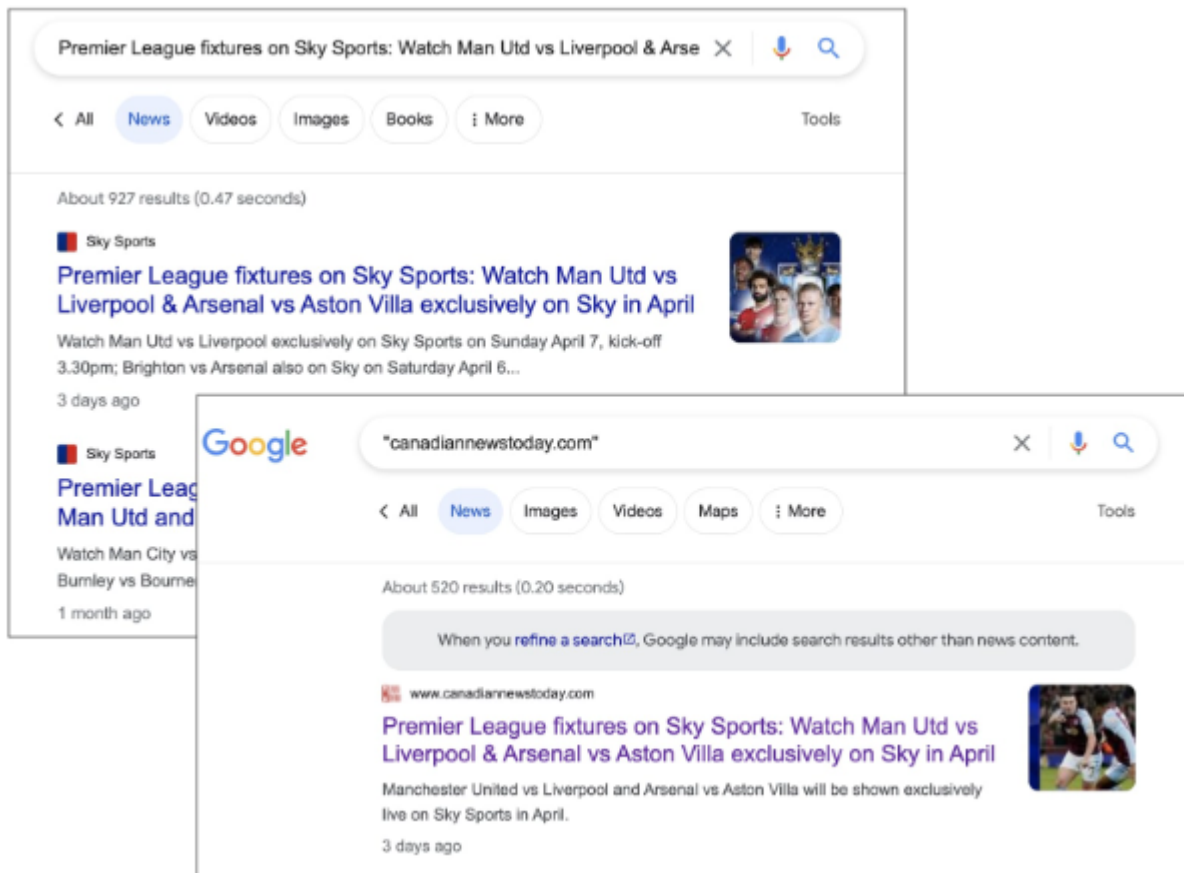 Premier League fixtures on Sky Sports: Watch Man Utd vs Liverpool & Arse
All
News
Videos
Images
Books
More
Tools
About 927 results (0.47 seconds)
Sky Sports
Premier League fixtures on Sky Sports: Watch Man Utd vs
Liverpool & Arsenal vs Aston Villa exclusively on Sky in April
Watch Man Utd vs Liverpool exclusively on Sky Sports on Sunday April 7, kick-off
3.30pm; Brighton vs Arsenal also on Sky on Saturday April 6...
3 days ago
Sky Sports
Premier Leag
Man Utd and
Watch Man City vs
Burnley vs Bourne
1 month ago
Google
"canadiannewstoday.com"
All
News
Images
Videos
Maps
More
Tools
About 520 results (0.20 seconds)
When you refine a search, Google may include search results other than news content.
www.canadiannewstoday.com
Premier League fixtures on Sky Sports: Watch Man Utd vs
Liverpool & Arsenal vs Aston Villa exclusively on Sky in April
Manchester United vs Liverpool and Arsenal vs Aston Villa will be shown exclusively
live on Sky Sports in April.
3 days ago